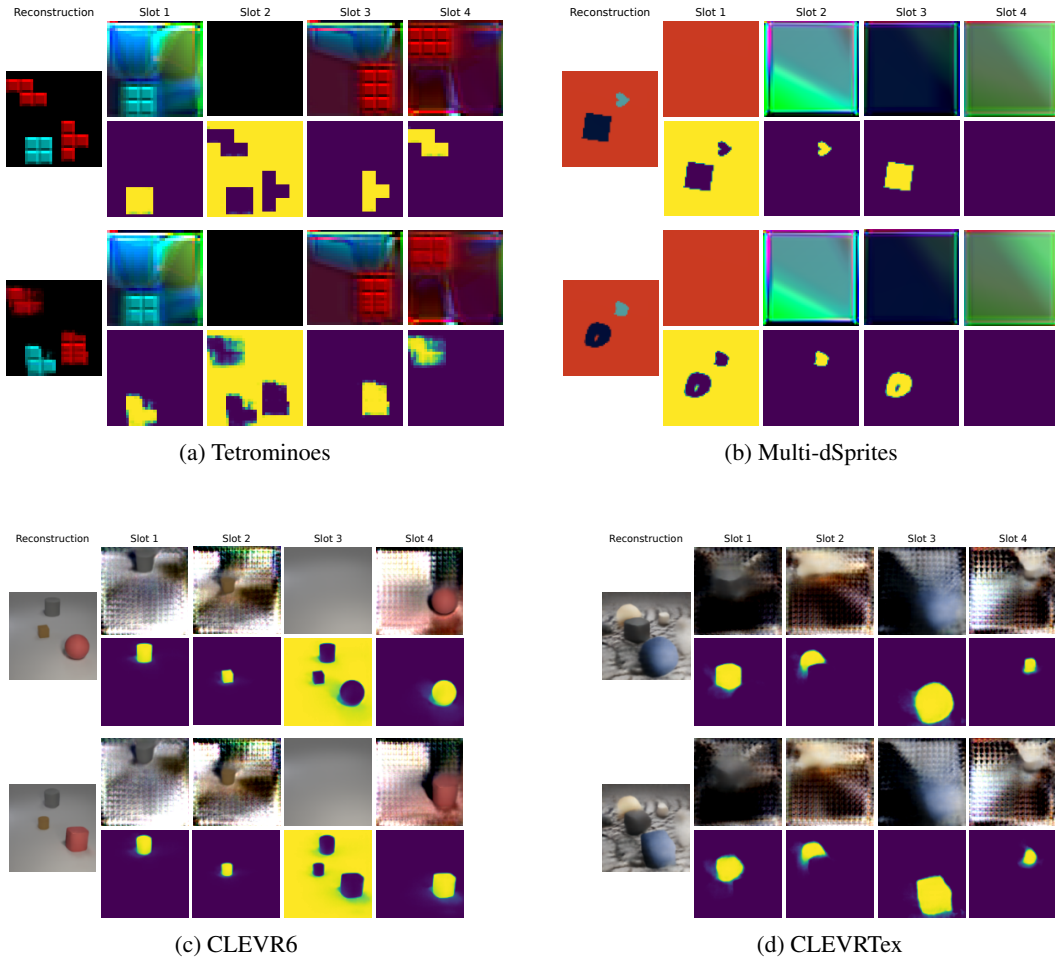 Reconstruction Slot 1 Slot 2 Slot 3 Slot 4
Reconstruction Slot 1 Slot 2 Slot 3 Slot 4
(a) Tetrominoes
(b) Multi-dSprites
Reconstruction Slot 1 Slot 2 Slot 3 Slot 4
Reconstruction Slot 1 Slot 2 Slot 3 Slot 4
(c) CLEVR6
(d) CLEVRTex